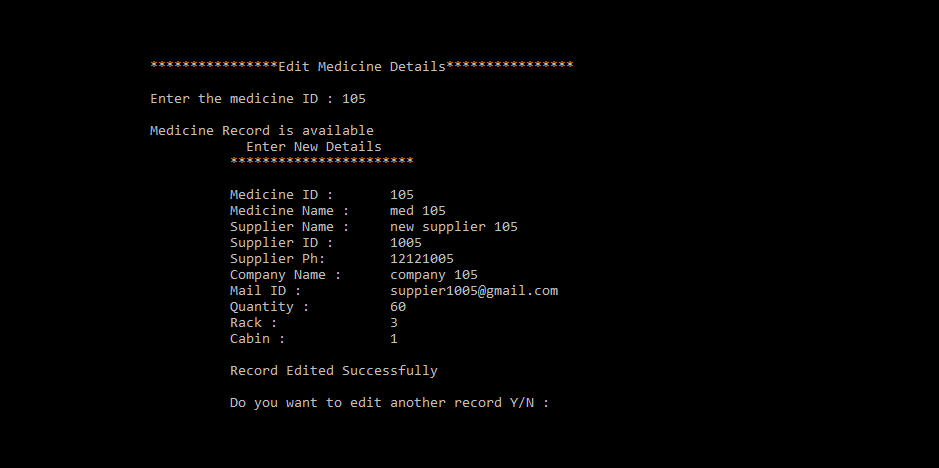 ****************Edit Medicine Details****************
Enter the medicine ID : 105
Medicine Record is available
Enter New Details
***********************
Medicine ID : 105
Medicine Name : med 105
Supplier Name : new supplier 105
Supplier ID : 1005
Supplier Ph: 12121005
Company Name : company 105
Mail ID : suppier1005@gmail.com
Quantity : 60
Rack : 3
Cabin : 1
Record Edited Successfully
Do you want to edit another record Y/N :